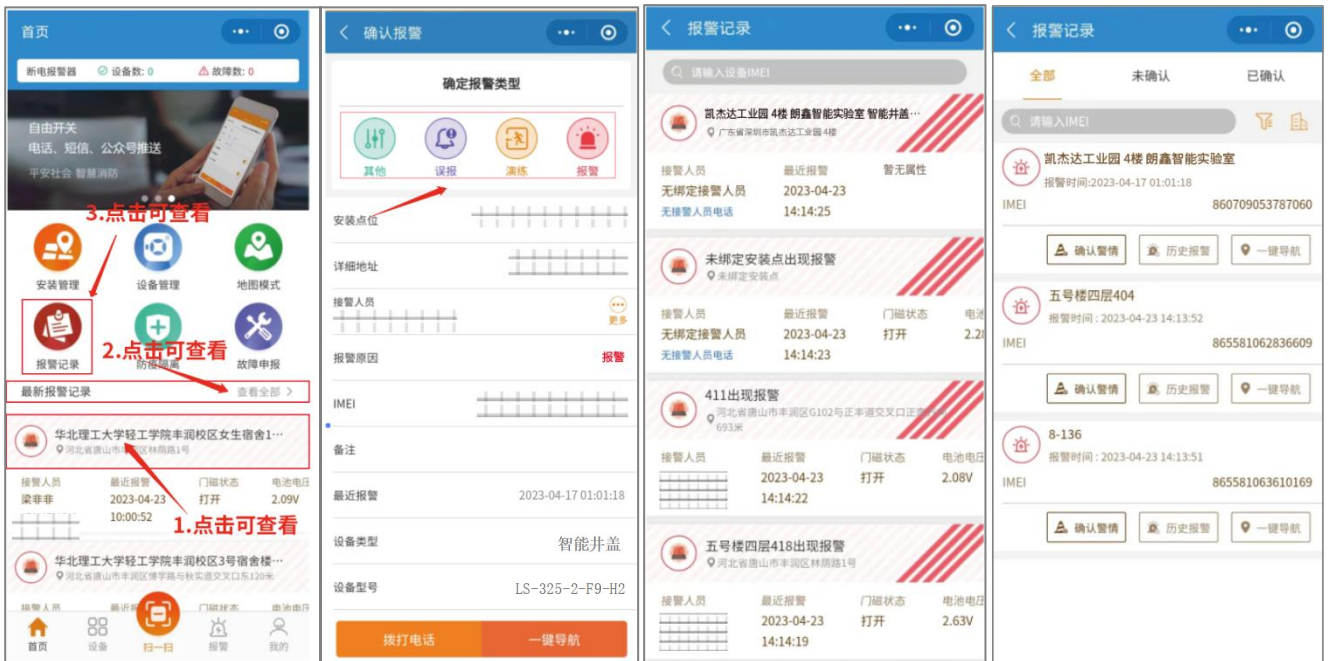 首页
断电报警器 设备数: 0 故障数: 0
自由开关
电话、短信、公众号推送
平安社会 智慧消防
3.点击可查看
安装管理 设备管理 地图模式
报警记录 防疫隔离 故障申报
2.点击可查看
最新报警记录 查看全部 >
华北理工大学轻工学院丰润校区女生宿舍1···
河北省唐山市丰润区林荫路1号
接警人员 最近报警 门磁状态 电池电压
梁非非 2023-04-23 打开 2.09V
10:00:52
1.点击可查看
华北理工大学轻工学院丰润校区3号宿舍楼···
河北省唐山市丰润区博学路与秋实道交叉口东120米
接警人员 最近报警 门磁状态 电池电压
首页 设备 扫一扫 报警 我的
确认报警
确定报警类型
其他 误报 演练 报警
安装点位
详细地址
接警人员
更多
报警原因 报警
IMEI
备注
最近报警 2023-04-17 01:01:18
设备类型 智能井盖
设备型号 LS-325-2-F9-H2
拨打电话 一键导航
报警记录
请输入设备IMEI
凯杰达工业园 4楼 朗鑫智能实验室 智能井盖···
广东省深圳市凯杰达工业园 4楼
接警人员 最近报警 暂无属性
无绑定接警人员 2023-04-23
无接警人员电话 14:14:25
未绑定安装点出现报警
未绑定安装点
接警人员 最近报警 门磁状态 电池
无绑定接警人员 2023-04-23 打开 2.28
无接警人员电话 14:14:23
411出现报警
河北省唐山市丰润区G102与正丰道交叉口正南
693米
接警人员 最近报警 门磁状态 电池电压
2023-04-23 打开 2.08V
14:14:22
五号楼四层418出现报警
河北省唐山市丰润区林荫路1号
接警人员 最近报警 门磁状态 电池电压
2023-04-23 打开 2.63V
14:14:19
报警记录
全部 未确认 已确认
请输入IMEI
凯杰达工业园 4楼 朗鑫智能实验室
报警时间:2023-04-17 01:01:18
IMEI 860709053787060
确认警情 历史报警 一键导航
五号楼四层404
报警时间 : 2023-04-23 14:13:52
IMEI 865581062836609
确认警情 历史报警 一键导航
8-136
报警时间 : 2023-04-23 14:13:51
IMEI 865581063610169
确认警情 历史报警 一键导航